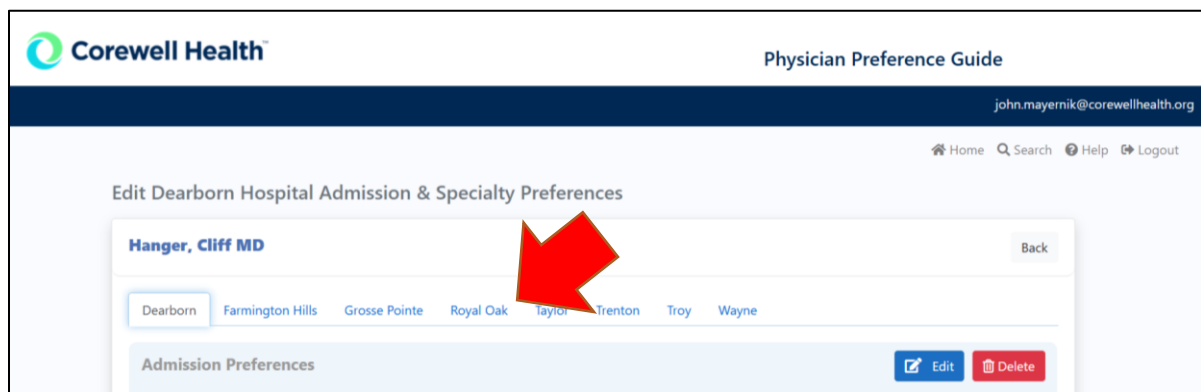 Corewell Health™
Physician Preference Guide
john.mayernik@corewellhealth.org
Home Search Help Logout
Edit Dearborn Hospital Admission & Specialty Preferences
Hanger, Cliff MD Back
Dearborn Farmington Hills Grosse Pointe Royal Oak Taylor Trenton Troy Wayne
Admission Preferences Edit Delete